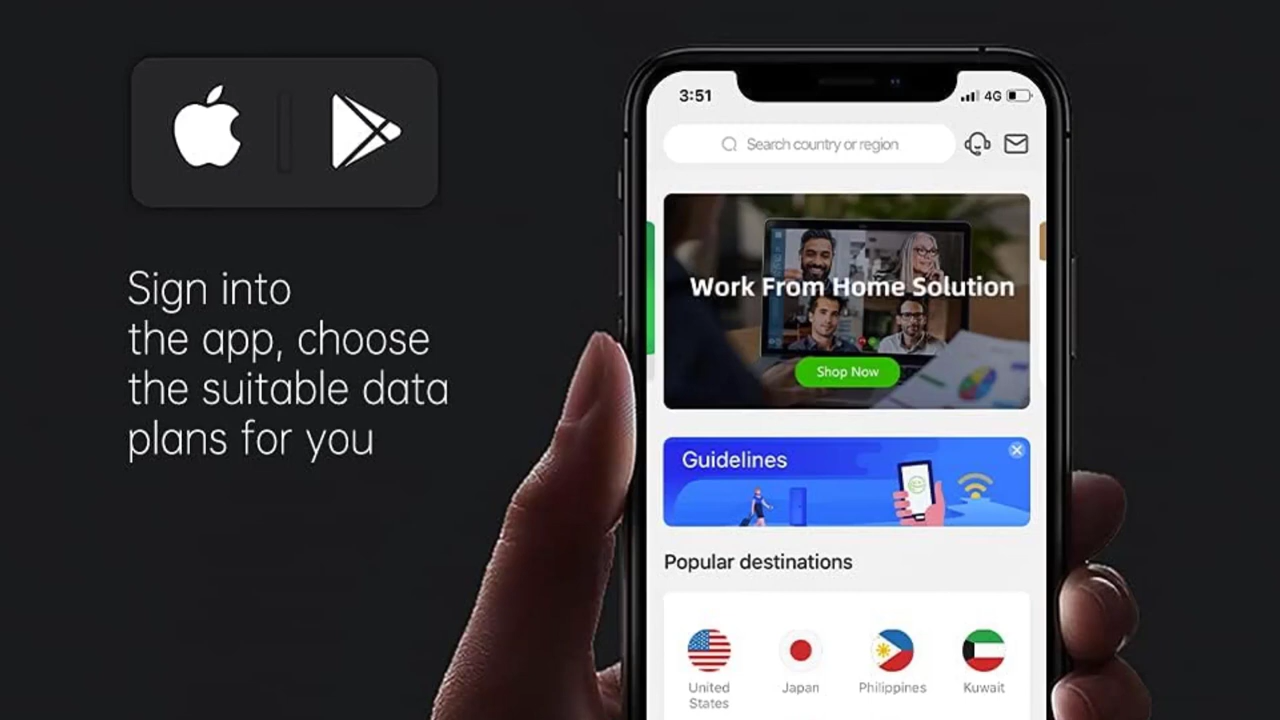 Sign into
the app, choose
the suitable data
plans for you
3:51
4G
Search country or region
Work From Home Solution
Shop Now
Guidelines
Popular destinations
United
States
Japan
Philippines
Kuwait